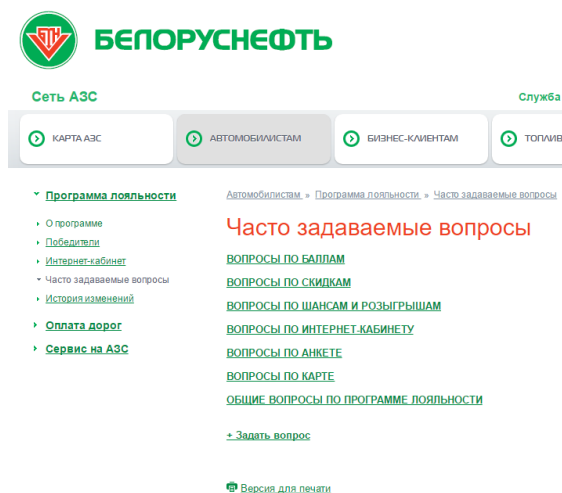 БЕЛОРУСНЕФТЬ
Сеть АЗС
Служба
КАРТА АЗС
АВТОМОБИЛИСТАМ
БИЗНЕС-КЛИЕНТАМ
ТОПЛИВ
Программа лояльности
О программе
Победители
Интернет-кабинет
Часто задаваемые вопросы
История изменений
Оплата дорог
Сервис на АЗС
Автомобилистам » Программа лояльности » Часто задаваемые вопросы
Часто задаваемые вопросы
ВОПРОСЫ ПО БАЛЛАМ
ВОПРОСЫ ПО СКИДКАМ
ВОПРОСЫ ПО ШАНСАМ И РОЗЫГРЫШАМ
ВОПРОСЫ ПО ИНТЕРНЕТ-КАБИНЕТУ
ВОПРОСЫ ПО АНКЕТЕ
ВОПРОСЫ ПО КАРТЕ
ОБЩИЕ ВОПРОСЫ ПО ПРОГРАММЕ ЛОЯЛЬНОСТИ
+ Задать вопрос
Версия для печати